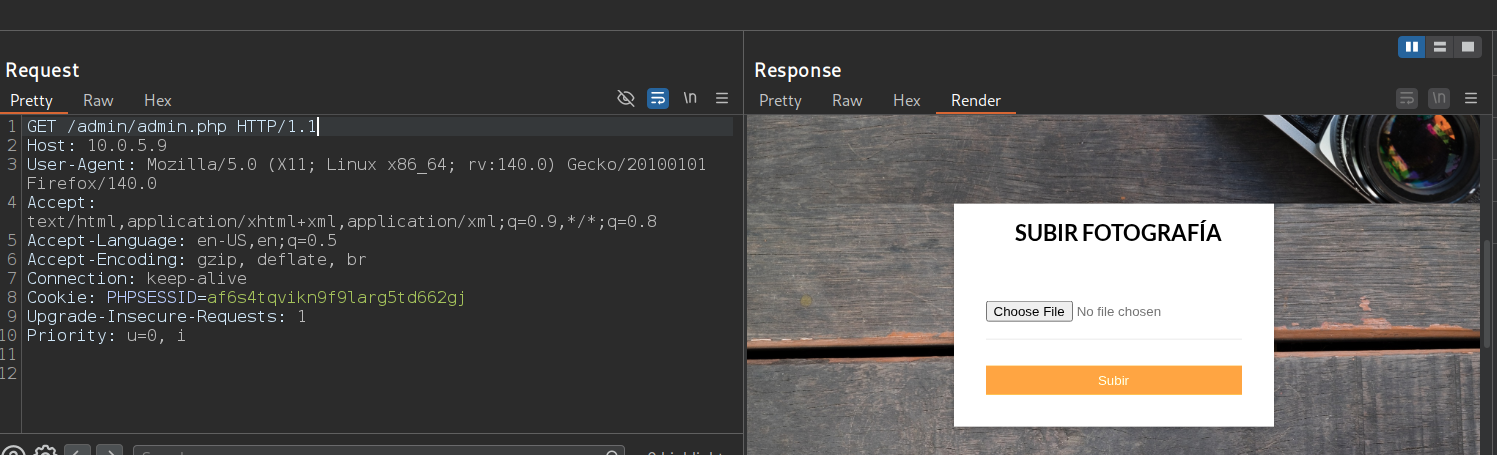 Request
Pretty Raw Hex \n
1 GET /admin/admin.php HTTP/1.1
2 Host: 10.0.5.9
3 User-Agent: Mozilla/5.0 (X11; Linux x86_64; rv:140.0) Gecko/20100101
Firefox/140.0
4 Accept:
text/html,application/xhtml+xml,application/xml;q=0.9,*/*;q=0.8
5 Accept-Language: en-US,en;q=0.5
6 Accept-Encoding: gzip, deflate, br
7 Connection: keep-alive
8 Cookie: PHPSESSID=af6s4tqvikn9f9larg5td662gj
9 Upgrade-Insecure-Requests: 1
10 Priority: u=0, i
11
12
Response
Pretty Raw Hex Render \n
SUBIR FOTOGRAFÍA
Choose File No file chosen
Subir